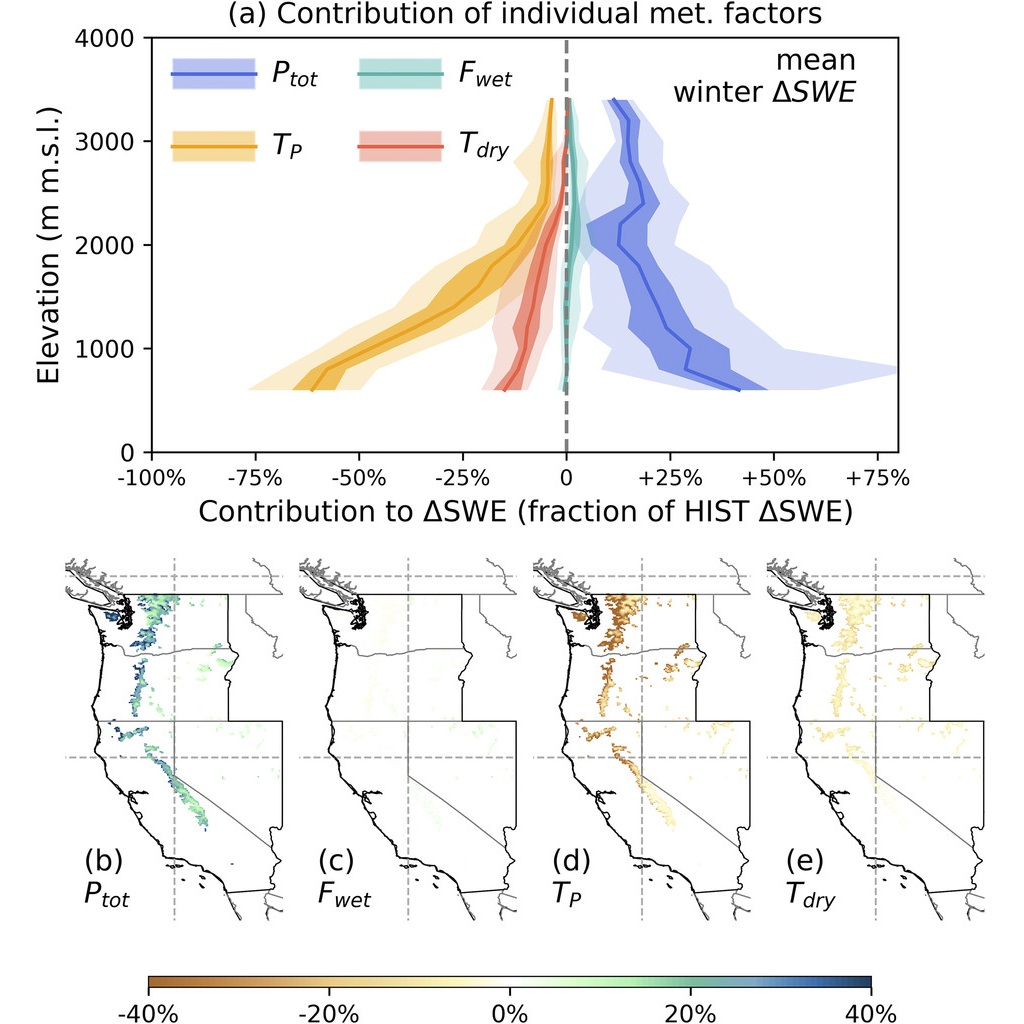 (a) Contribution of individual met. factors
4000
3000
2000
1000
0
Elevation (m m.s.l.)
P_tot
F_wet
T_P
T_dry
mean
winter ΔSWE
-100% -75% -50% -25% 0 +25% +50% +75%
Contribution to ΔSWE (fraction of HIST ΔSWE)
(b)
P_tot
(c)
F_wet
(d)
T_P
(e)
T_dry
-40% -20% 0% 20% 40%